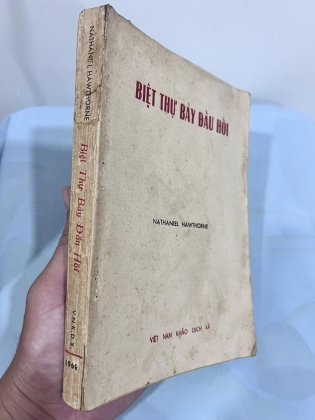 BIỆT THỰ BẢY ĐẦU HỒI
NATHANIEL HAWTHORNE
VIỆT NAM KHẢO DỊCH XÃ
NATHANIEL HAWTHORNE
Biệt Thự Bảy Đầu Hồi
V.N.K.D.X.
1966